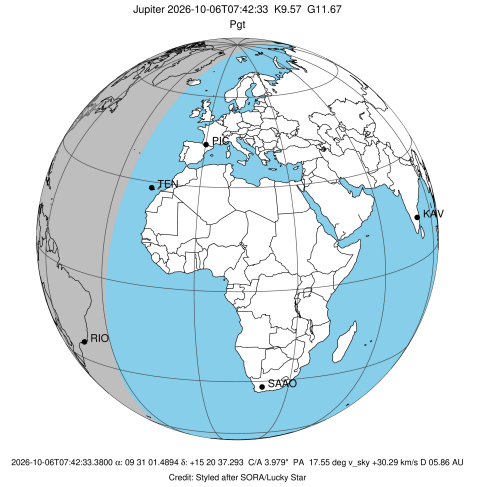 Jupiter 2026-10-06T07:42:33 K9.57 G11.67
Pgt
PIC
TEN
KAV
RIO
SAAO
2026-10-06T07:42:33.3800 α: 09 31 01.4894 δ: +15 20 37.293 C/A 3.979" PA 17.55 deg v_sky +30.29 km/s D 05.86 AU
Credit: Styled after SORA/Lucky Star